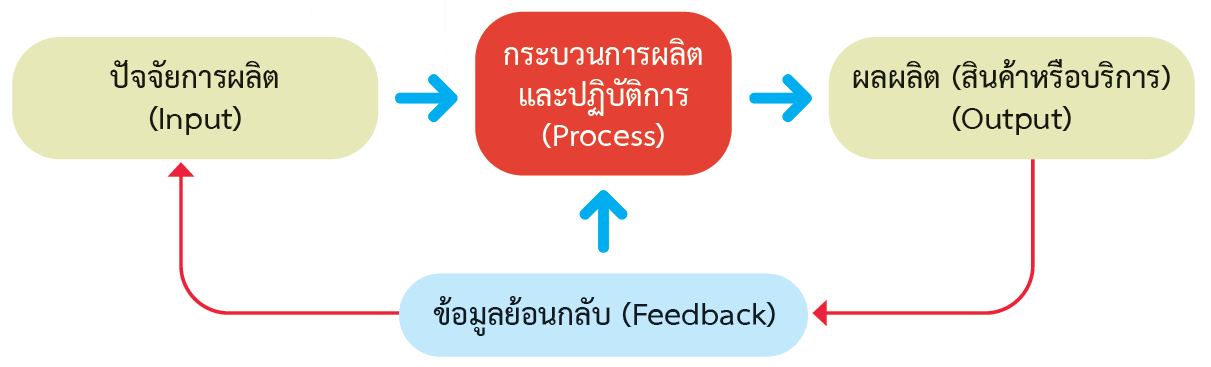 ปัจจัยการผลิต
(Input)
กระบวนการผลิต
และปฏิบัติการ
(Process)
ผลผลิต (สินค้าหรือบริการ)
(Output)
ข้อมูลย้อนกลับ (Feedback)